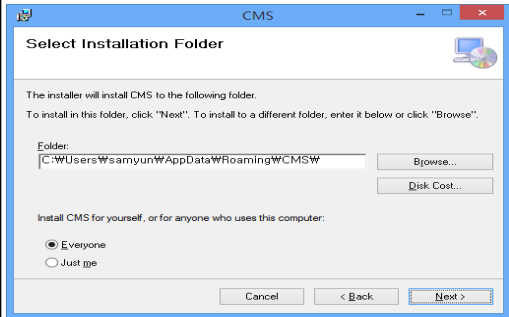 CMS
Select Installation Folder
The installer will install CMS to the following folder.
To install in this folder, click "Next". To install to a different folder, enter it below or click "Browse".
Folder:
C:₩Users₩samyun₩AppData₩Roaming₩CMS₩
Browse...
Disk Cost...
Install CMS for yourself, or for anyone who uses this computer:
Everyone
Just me
Cancel
< Back
Next >